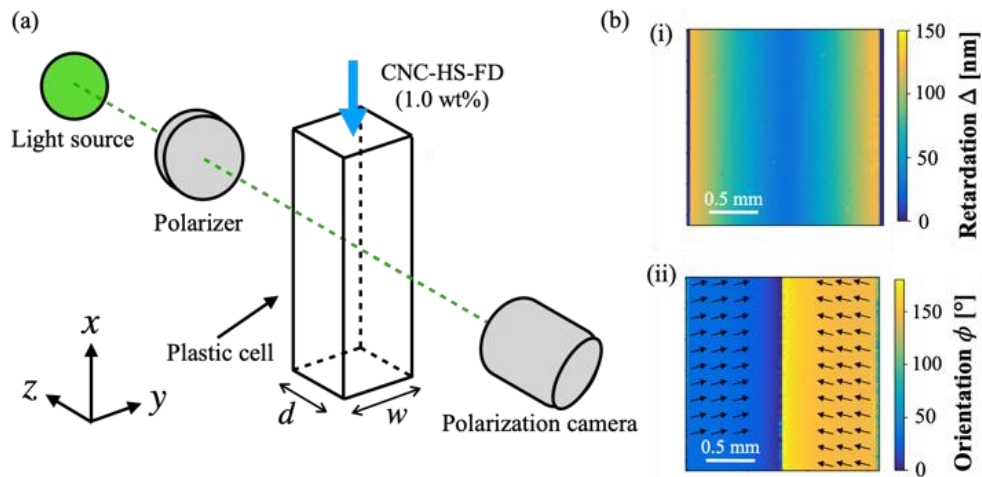 (a)
Light source
Polarizer
CNC-HS-FD
(1.0 wt%)
Plastic cell
Polarization camera
x
z
y
d
w
(b)
(i)
0.5 mm
150
100
50
0
Retardation Δ [nm]
(ii)
0.5 mm
150
100
50
0
Orientation ϕ [°]